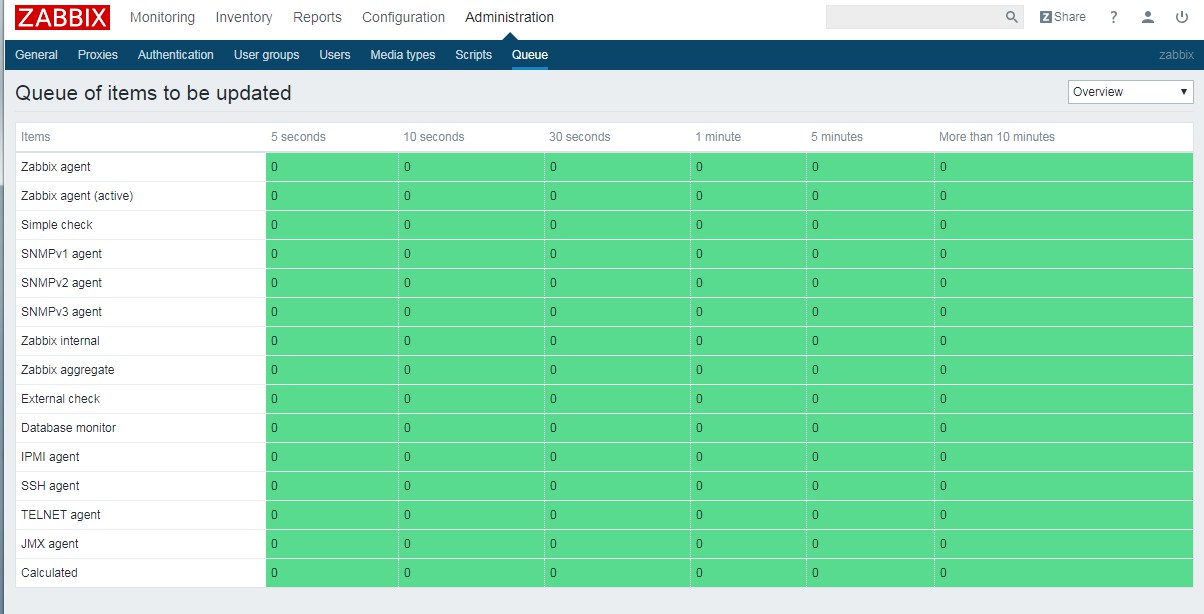 ZABBIX Monitoring Inventory Reports Configuration Administration Z Share ?
General Proxies Authentication User groups Users Media types Scripts Queue zabbix
Queue of items to be updated Overview
Items 5 seconds 10 seconds 30 seconds 1 minute 5 minutes More than 10 minutes
Zabbix agent 0 0 0 0 0 0
Zabbix agent (active) 0 0 0 0 0 0
Simple check 0 0 0 0 0 0
SNMPv1 agent 0 0 0 0 0 0
SNMPv2 agent 0 0 0 0 0 0
SNMPv3 agent 0 0 0 0 0 0
Zabbix internal 0 0 0 0 0 0
Zabbix aggregate 0 0 0 0 0 0
External check 0 0 0 0 0 0
Database monitor 0 0 0 0 0 0
IPMI agent 0 0 0 0 0 0
SSH agent 0 0 0 0 0 0
TELNET agent 0 0 0 0 0 0
JMX agent 0 0 0 0 0 0
Calculated 0 0 0 0 0 0